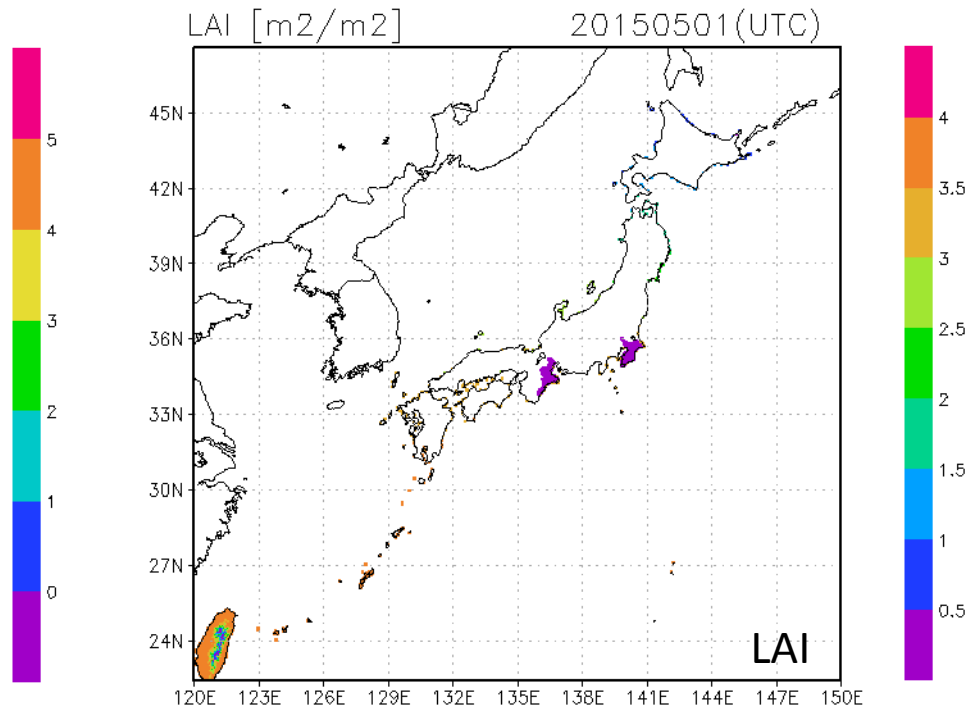 LAI [m2/m2] 20150501(UTC)
5
4
3
2
1
0
45N
42N
39N
36N
33N
30N
27N
24N
120E 123E 126E 129E 132E 135E 138E 141E 144E 147E 150E
LAI
4
3.5
3
2.5
2
1.5
1
0.5